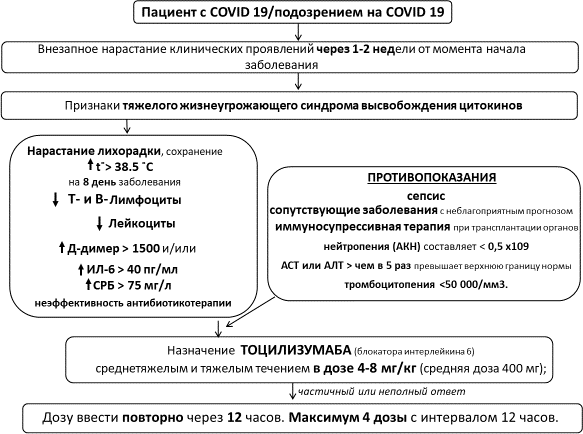 Пациент с COVID 19/подозрением на COVID 19
Внезапное нарастание клинических проявлений через 1-2 недели от момента начала
заболевания
Признаки тяжелого жизнеугрожающего синдрома высвобождения цитокинов
Нарастание лихорадки, сохранение
⬆ t°> 38.5 ˚С
на 8 день заболевания
⬇ Т- и В-Лимфоциты
⬇ Лейкоциты
⬆ Д-димер > 1500 и/или
⬆ ИЛ-6 > 40 пг/мл
⬆ СРБ > 75 мг/л
неэффективность антибиотикотерапии
ПРОТИВОПОКАЗАНИЯ
сепсис
сопутствующие заболевания с неблагоприятным прогнозом
иммуносупрессивная терапия при трансплантации органов
нейтропения (АКН) составляет < 0,5 х109
АСТ или АЛТ > чем в 5 раз превышает верхнюю границу нормы
тромбоцитопения <50 000/мм3.
Назначение ТОЦИЛИЗУМАБА (блокатора интерлейкина 6)
среднетяжелым и тяжелым течением в дозе 4-8 мг/кг (средняя доза 400 мг);
частичный или неполный ответ
Дозу ввести повторно через 12 часов. Максимум 4 дозы с интервалом 12 часов.